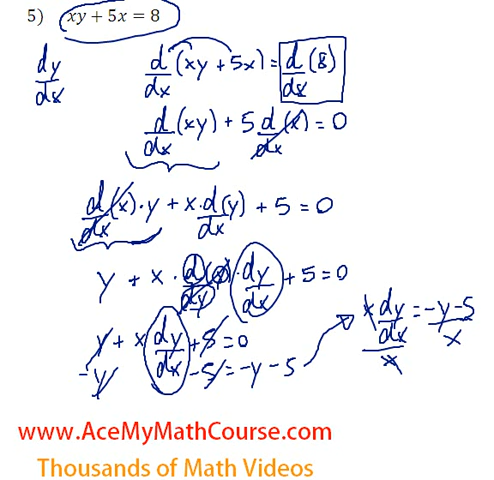 5) xy + 5x = 8
dy/dx d/dx (xy + 5x) = d/dx (8)
d/dx (xy) + 5 d/dx (x) = 0
d/dx (x) · y + x · d/dx (y) + 5 = 0
y + x · d/dy (y) · dy/dx + 5 = 0
y + x dy/dx + 5 = 0
-y -5 = -y - 5
x dy/dx / x = -y-5 / x
www.AceMyMathCourse.com
Thousands of Math Videos